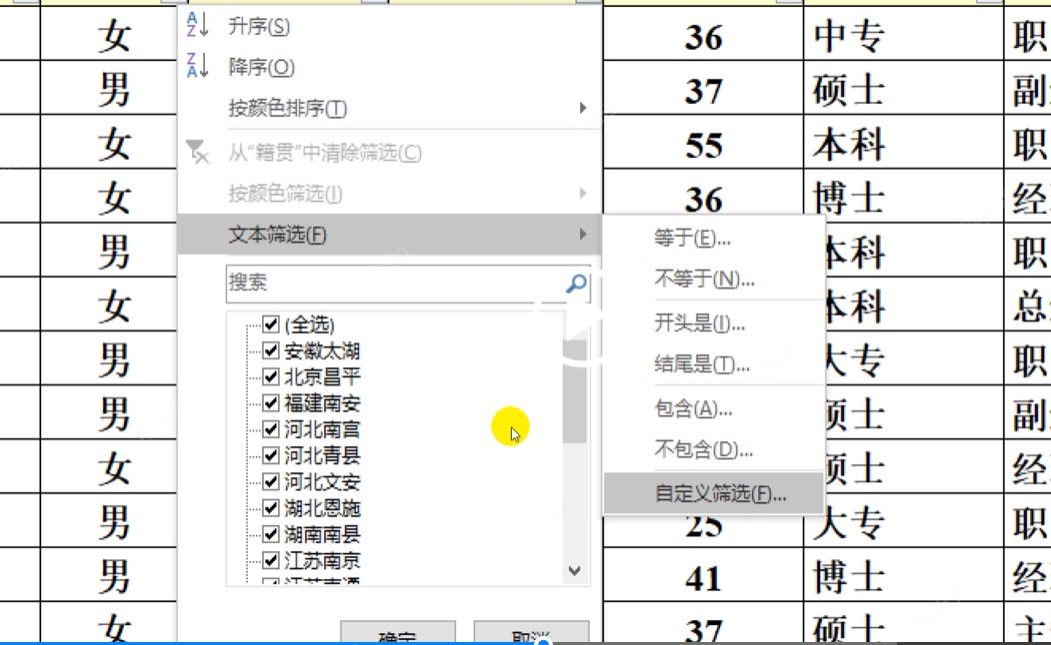 女 升序(S) 36 中专 职
男 降序(O) 37 硕士 副
按颜色排序(T)
女 从“籍贯”中清除筛选(C) 55 本科 职
女 按颜色筛选(I) 36 博士 经
文本筛选(F)
男 等于(E)... 本科 职
搜索 不等于(N)...
女 (全选) 开头是(I)... 本科 总
安徽太湖
男 北京昌平 结尾是(T)... 大专 职
福建南安
男 河北南宫 包含(A)... 硕士 副
河北青县 不包含(D)...
女 河北文安 硕士 经
湖北恩施 自定义筛选(F)...
男 湖南南县 25 大专 职
江苏南京
男 江苏南通 41 博士 经
女 确定 取消 37 硕士 主